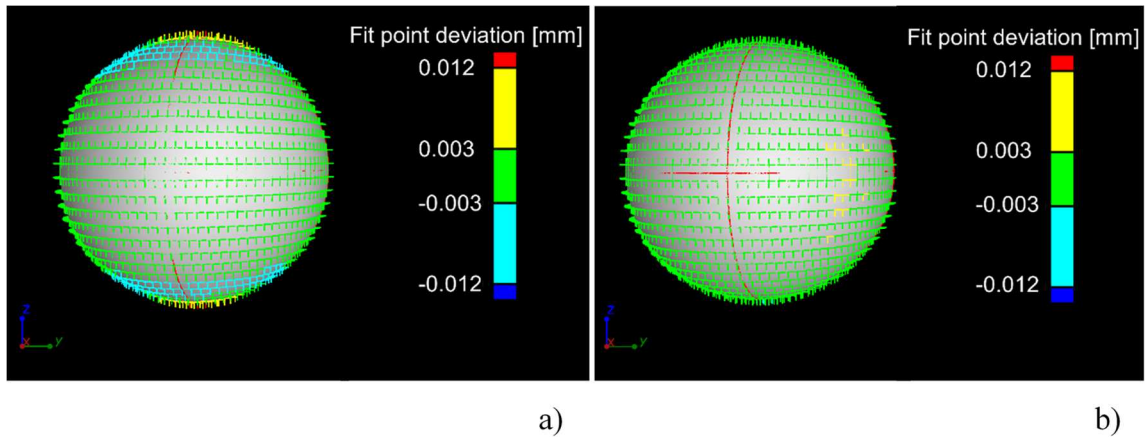 Fit point deviation [mm]
0.012
0.003
-0.003
-0.012
z
x
y
a)
Fit point deviation [mm]
0.012
0.003
-0.003
-0.012
z
x
y
b)